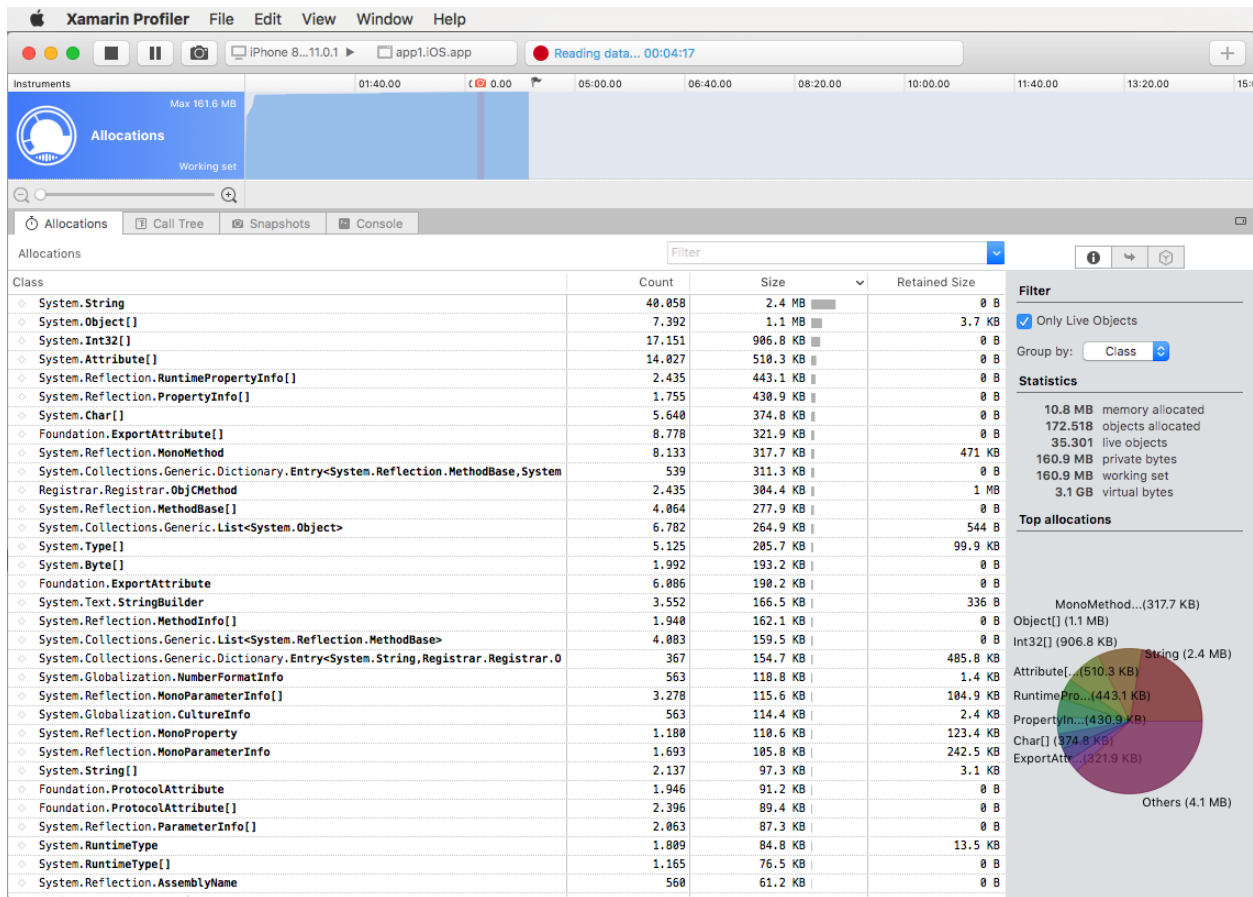 Xamarin Profiler File Edit View Window Help
iPhone 8...11.0.1 app1.iOS.app Reading data... 00:04:17
Instruments 01:40.00 0.00 05:00.00 06:40.00 08:20.00 10:00.00 11:40.00 13:20.00 15:
Max 161.6 MB
Allocations
Working set
Allocations Call Tree Snapshots Console
Allocations Filter
Class Count Size Retained Size
System.String 40.058 2.4 MB 0 B
System.Object[] 7.392 1.1 MB 3.7 KB
System.Int32[] 17.151 906.8 KB 0 B
System.Attribute[] 14.027 510.3 KB 0 B
System.Reflection.RuntimePropertyInfo[] 2.435 443.1 KB 0 B
System.Reflection.PropertyInfo[] 1.755 430.9 KB 0 B
System.Char[] 5.640 374.8 KB 0 B
Foundation.ExportAttribute[] 8.778 321.9 KB 0 B
System.Reflection.MonoMethod 8.133 317.7 KB 471 KB
System.Collections.Generic.Dictionary.Entry<System.Reflection.MethodBase,System 539 311.3 KB 0 B
Registrar.Registrar.ObjCMethod 2.435 304.4 KB 1 MB
System.Reflection.MethodBase[] 4.064 277.9 KB 0 B
System.Collections.Generic.List<System.Object> 6.782 264.9 KB 544 B
System.Type[] 5.125 205.7 KB 99.9 KB
System.Byte[] 1.992 193.2 KB 0 B
Foundation.ExportAttribute 6.086 190.2 KB 0 B
System.Text.StringBuilder 3.552 166.5 KB 336 B
System.Reflection.MethodInfo[] 1.940 162.1 KB 0 B
System.Collections.Generic.List<System.Reflection.MethodBase> 4.083 159.5 KB 0 B
System.Collections.Generic.Dictionary.Entry<System.String,Registrar.Registrar.O 367 154.7 KB 485.8 KB
System.Globalization.NumberFormatInfo 563 118.8 KB 1.4 KB
System.Reflection.MonoParameterInfo[] 3.278 115.6 KB 104.9 KB
System.Globalization.CultureInfo 563 114.4 KB 2.4 KB
System.Reflection.MonoProperty 1.180 110.6 KB 123.4 KB
System.Reflection.MonoParameterInfo 1.693 105.8 KB 242.5 KB
System.String[] 2.137 97.3 KB 3.1 KB
Foundation.ProtocolAttribute 1.946 91.2 KB 0 B
Foundation.ProtocolAttribute[] 2.396 89.4 KB 0 B
System.Reflection.ParameterInfo[] 2.063 87.3 KB 0 B
System.RuntimeType 1.809 84.8 KB 13.5 KB
System.RuntimeType[] 1.165 76.5 KB 0 B
System.Reflection.AssemblyName 560 61.2 KB 0 B
Filter
Only Live Objects
Group by: Class
Statistics
10.8 MB memory allocated
172.518 objects allocated
35.301 live objects
160.9 MB private bytes
160.9 MB working set
3.1 GB virtual bytes
Top allocations
MonoMethod...(317.7 KB)
Object[] (1.1 MB)
Int32[] (906.8 KB)
String (2.4 MB)
Attribute[...(510.3 KB)
RuntimePro...(443.1 KB)
PropertyIn...(430.9 KB)
Char[] (374.8 KB)
ExportAttr...(321.9 KB)
Others (4.1 MB)